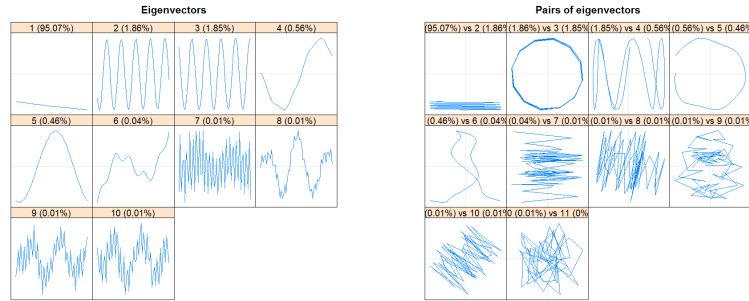 Eigenvectors
1 (95.07%) 2 (1.86%) 3 (1.85%) 4 (0.56%)
5 (0.46%) 6 (0.04%) 7 (0.01%) 8 (0.01%)
9 (0.01%) 10 (0.01%)
Pairs of eigenvectors
(95.07%) vs 2 (1.86% (1.86%) vs 3 (1.85% (1.85%) vs 4 (0.56% (0.56%) vs 5 (0.46%
(0.46%) vs 6 (0.04% (0.04%) vs 7 (0.01% (0.01%) vs 8 (0.01% (0.01%) vs 9 (0.01%
(0.01%) vs 10 (0.01% 0 (0.01%) vs 11 (0%